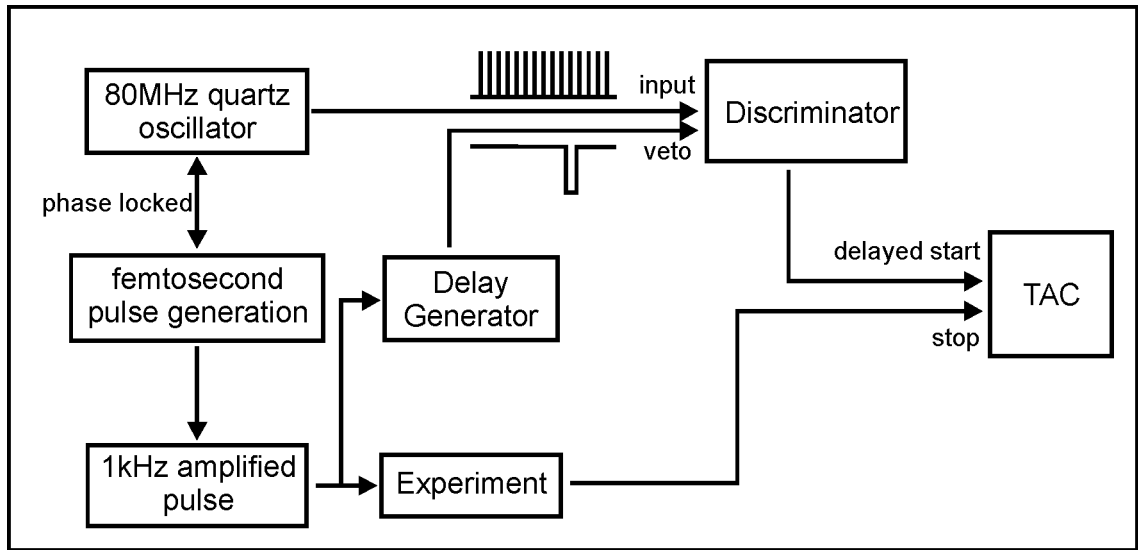 80MHz quartz
oscillator
input
veto
Discriminator
phase locked
femtosecond
pulse generation
Delay
Generator
delayed start
stop
TAC
1kHz amplified
pulse
Experiment